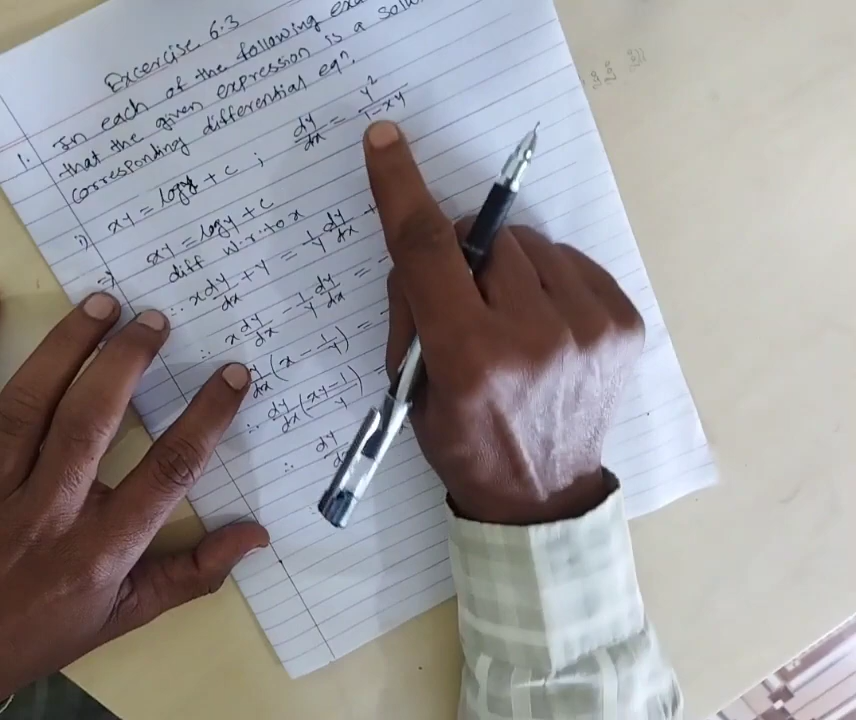 Excercise 6.3
1. In each of the following
that the given expression is a
corresponding differential eqn.
i) xy = logy + c ; dy/dx = y²/1-xy
⇒ xy = logy + c
diff w.r.to x
∴ x dy/dx + y = 1/y dy/dx +
∴ x dy/dx - 1/y dy/dx = -
dy/dx (x - 1/y) = -
∴ dy/dx (xy-1/y) =
∴ dy